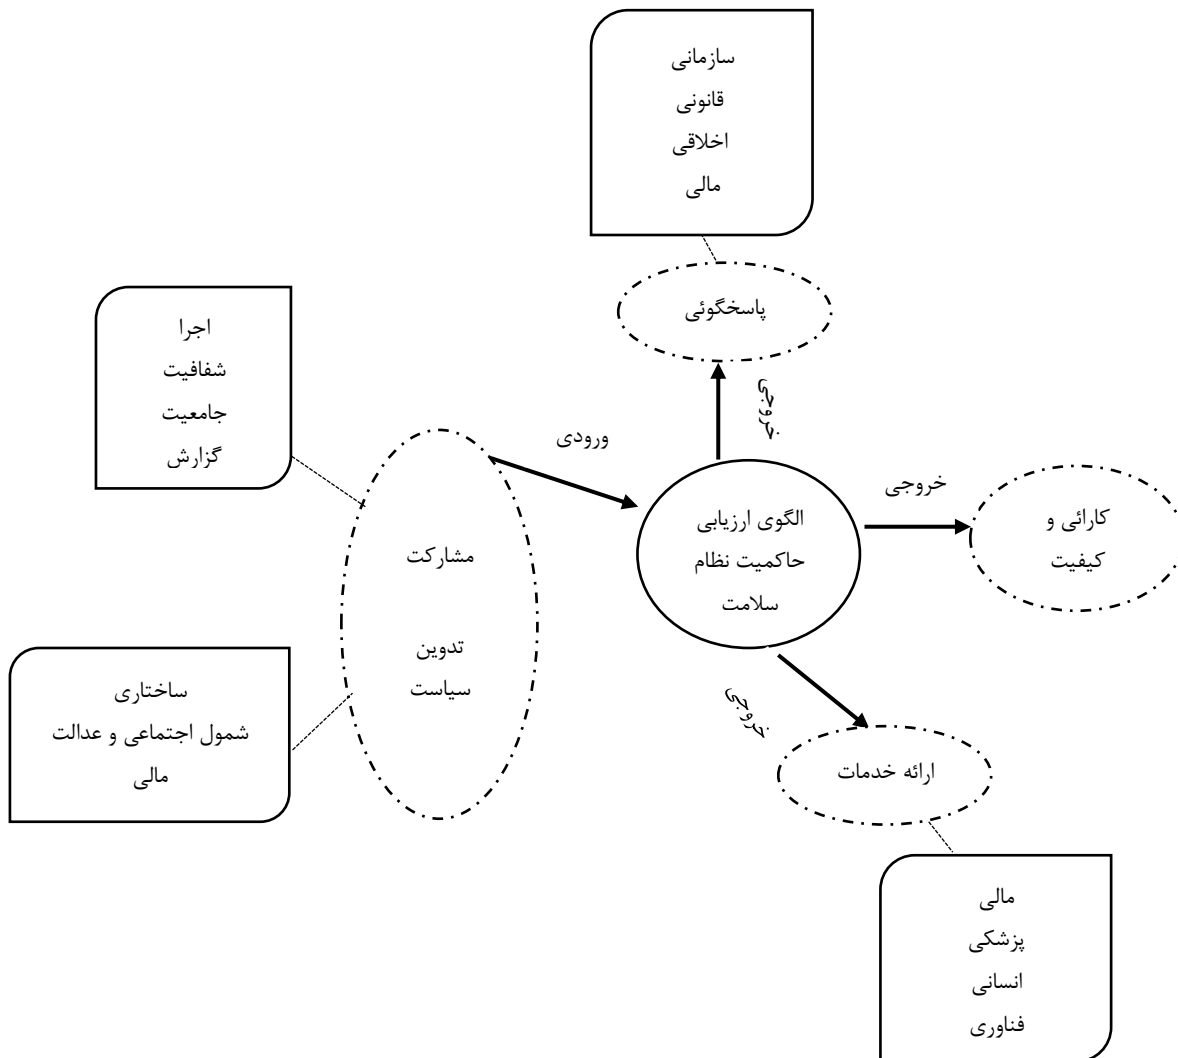 سازمانی
قانونی
اخلاقی
مالی
پاسخگوئی
خروجی
اجرا
شفافیت
جامعیت
گزارش
ورودی
مشارکت
تدوین
سیاست
ساختاری
شمول اجتماعی و عدالت
مالی
الگوی ارزیابی
حاکمیت نظام
سلامت
خروجی
کارائی و
کیفیت
خروجی
ارائه خدمات
مالی
پزشکی
انسانی
فناوری